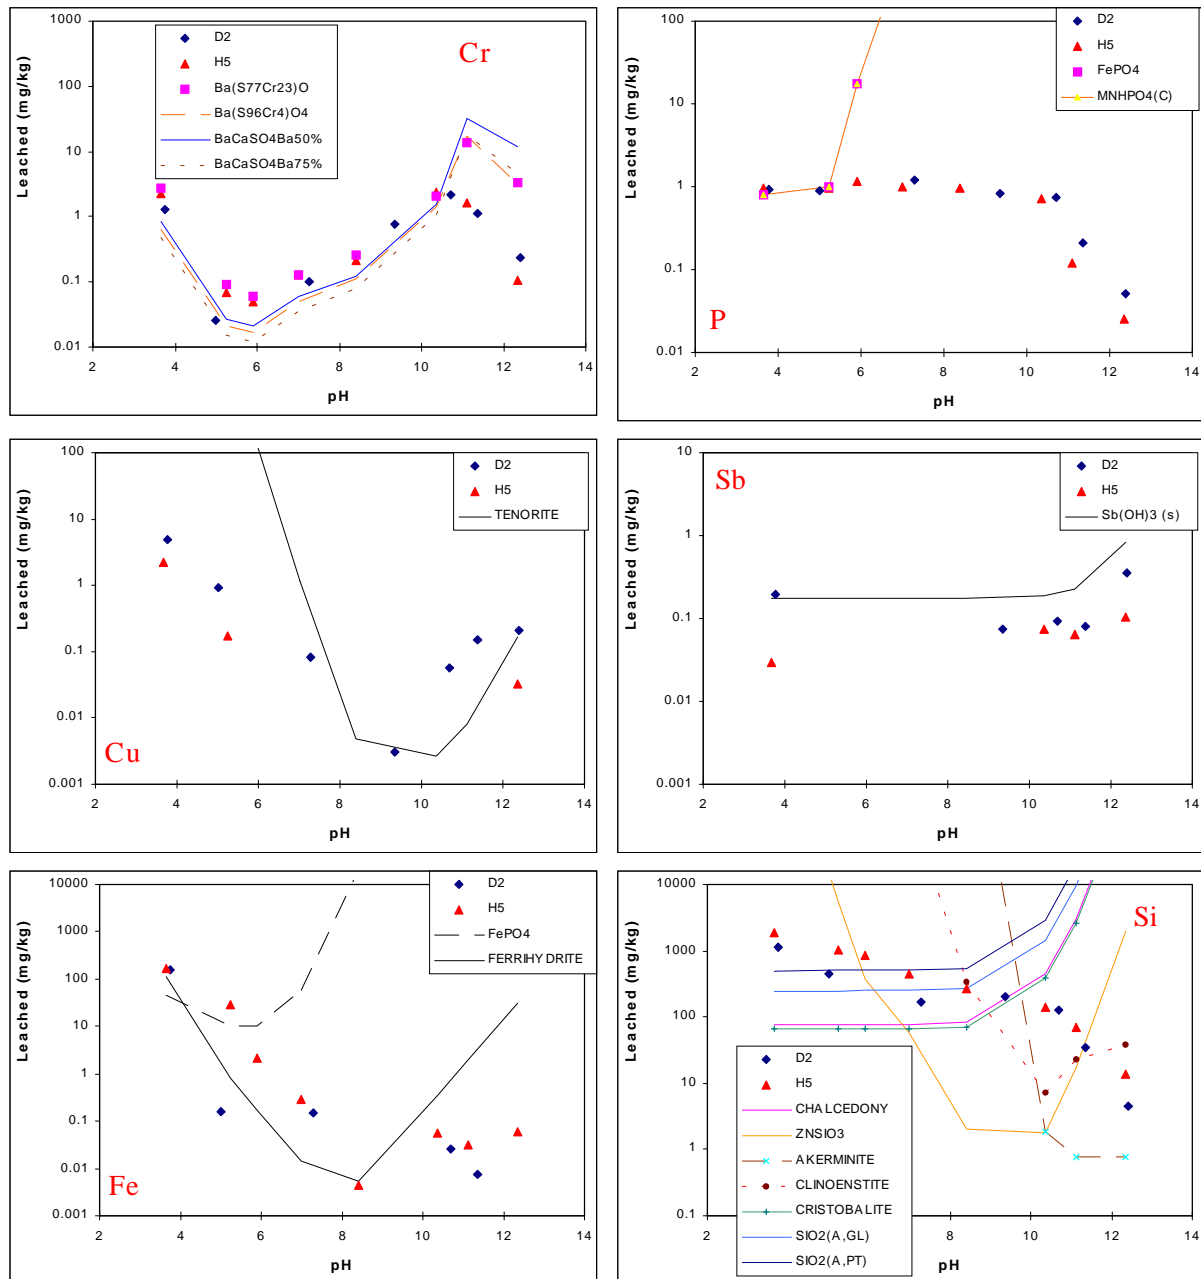 1000
100
10
1
0.1
0.01
Leached (mg/kg)
D2
H5
Ba(S77Cr23)O
Ba(S96Cr4)O4
BaCaSO4Ba50%
BaCaSO4Ba75%
Cr
2 4 6 8 10 12 14
pH
100
10
1
0.1
0.01
Leached (mg/kg)
D2
H5
FePO4
MNHPO4(C)
P
2 4 6 8 10 12 14
pH
100
10
1
0.1
0.01
0.001
Leached (mg/kg)
D2
H5
TENORITE
Cu
2 4 6 8 10 12 14
pH
10
1
0.1
0.01
0.001
Leached (mg/kg)
Sb
D2
H5
Sb(OH)3 (s)
2 4 6 8 10 12 14
pH
10000
1000
100
10
1
0.1
0.01
0.001
Leached (mg/kg)
D2
H5
FePO4
FERRIHYDRITE
Fe
2 4 6 8 10 12 14
pH
10000
1000
100
10
1
0.1
Leached (mg/kg)
Si
D2
H5
CHALCEDONY
ZNSIO3
AKERMINITE
CLINOENSTITE
CRISTOBALITE
SIO2(A,GL)
SIO2(A,PT)
2 4 6 8 10 12 14
pH